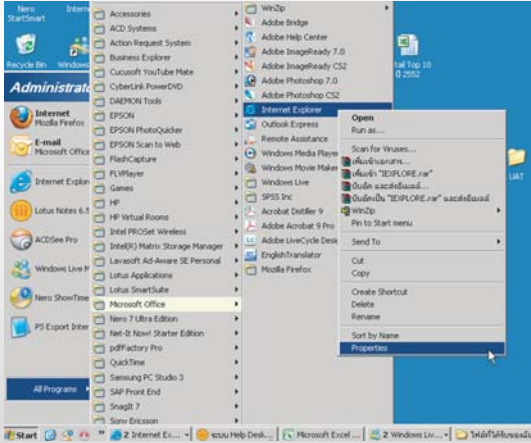 Nero StartSmart
Intern
Recycle Bin
Windows
Administrat
Internet
Mozilla Firefox
E-mail
Microsoft Office
Internet Explor
Lotus Notes 6.5
ACDSee Pro
Windows Live M
Nero ShowTime
PS Export Inter
All Programs
Accessories
ACD Systems
Action Request System
Business Explorer
Cucusoft YouTube Mate
CyberLink PowerDVD
DAEMON Tools
EPSON
EPSON PhotoQuicker
EPSON Scan to Web
FlashCapture
FLVPlayer
Games
HP
HP Virtual Rooms
Intel PROSet Wireless
Intel(R) Matrix Storage Manager
Lavasoft Ad-Aware SE Personal
Lotus Applications
Lotus SmartSuite
Microsoft Office
Nero 7 Ultra Edition
Net-It Now! Starter Edition
pdfFactory Pro
QuickTime
Samsung PC Studio 3
SAP Front End
SnagIt 7
Sony Ericsson
WinZip
Adobe Bridge
Adobe Help Center
Adobe ImageReady 7.0
Adobe ImageReady CS2
Adobe Photoshop 7.0
Adobe Photoshop CS2
Internet Explorer
Outlook Express
Remote Assistance
Windows Media Player
Windows Movie Maker
Windows Live
SPSS Inc
Acrobat Distiller 9
Adobe Acrobat 9 Pro
Adobe LiveCycle Desi
EnglishTranslator
Mozilla Firefox
Open
Run as...
Scan for Viruses...
เพิ่มเข้าเอกสาร...
เพิ่มเข้า "IEXPLORE.rar"
บีบอัด และส่งอีเมลล์...
บีบอัดเป็น "IEXPLORE.rar" และส่งอีเมลล์
WinZip
Pin to Start menu
Send To
Cut
Copy
Create Shortcut
Delete
Rename
Sort by Name
Properties
tail Top 10
0 2552
UAT
Start
2 Internet Ex...
ระบบ Help Desk...
Microsoft Excel ...
2 Windows Liv...